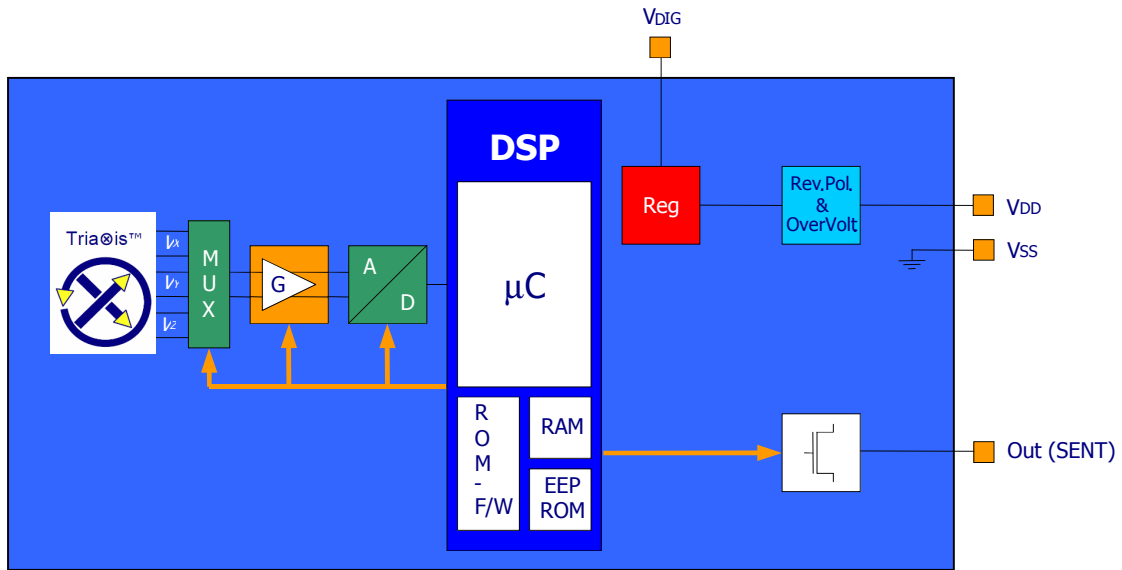 VDIG
DSP
Rev.Pol.
&
OverVolt
Reg
VDD
VSS
Tria⊗is™
VX
VY
VZ
M
U
X
G
A
D
µC
R
O
M
-
F/W
RAM
EEP
ROM
Out (SENT)